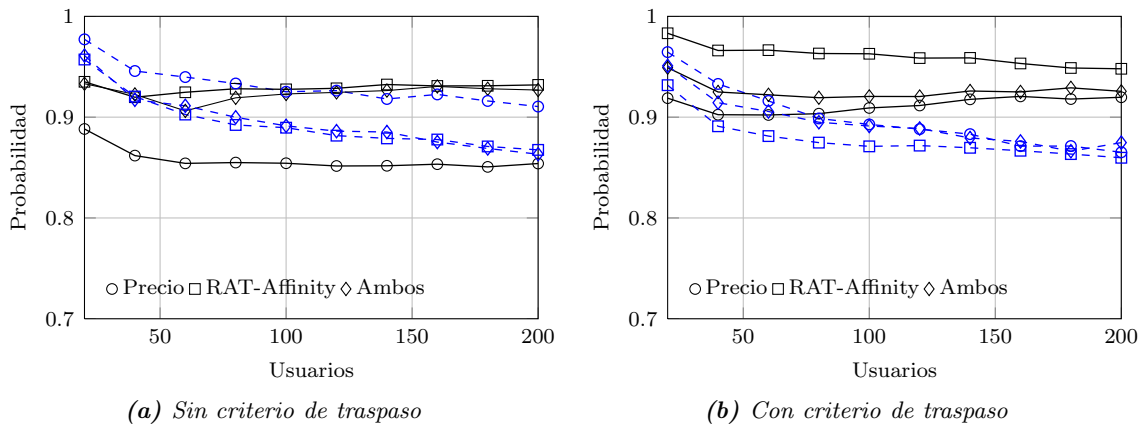 1
0.9
0.8
0.7
Probabilidad
50
100
150
200
Usuarios
Precio RAT-Affinity Ambos
(a) Sin criterio de traspaso
1
0.9
0.8
0.7
Probabilidad
50
100
150
200
Usuarios
Precio RAT-Affinity Ambos
(b) Con criterio de traspaso